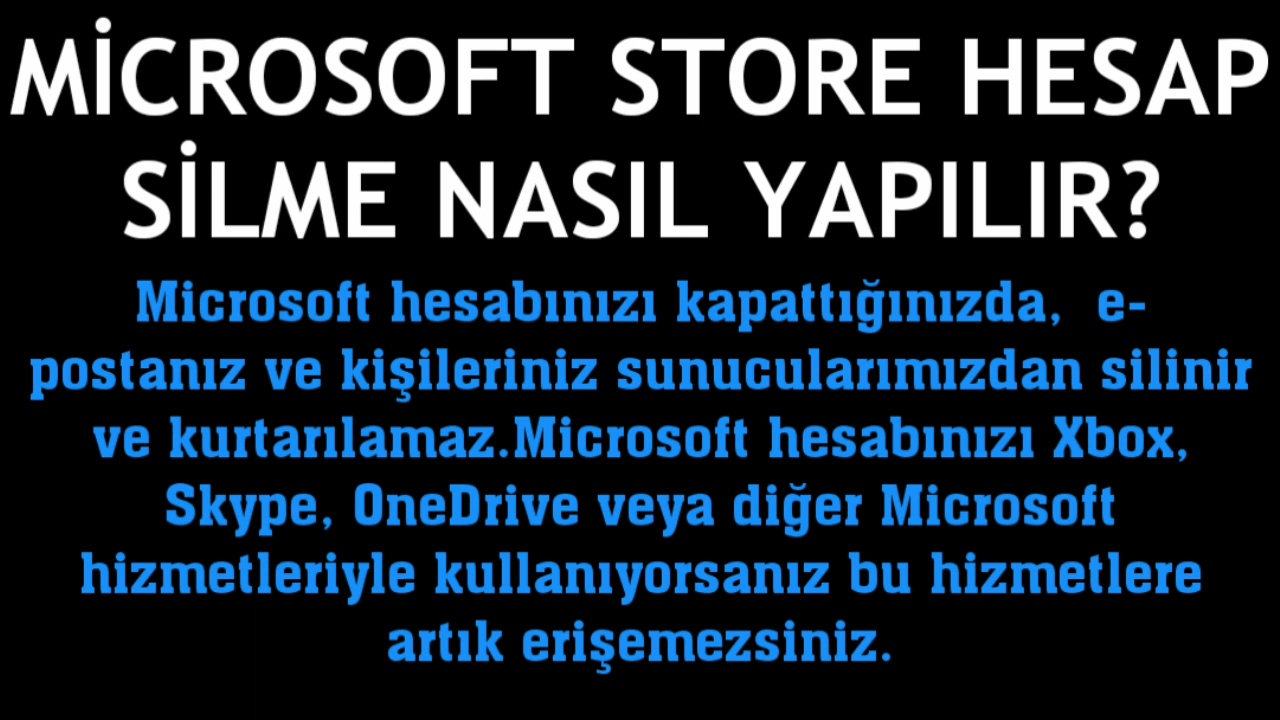 MİCROSOFT STORE HESAP
SİLME NASIL YAPILIR?
Microsoft hesabınızı kapattığınızda, e-
postanız ve kişileriniz sunucularımızdan silinir
ve kurtarılamaz.Microsoft hesabınızı Xbox,
Skype, OneDrive veya diğer Microsoft
hizmetleriyle kullanıyorsanız bu hizmetlere
artık erişemezsiniz.